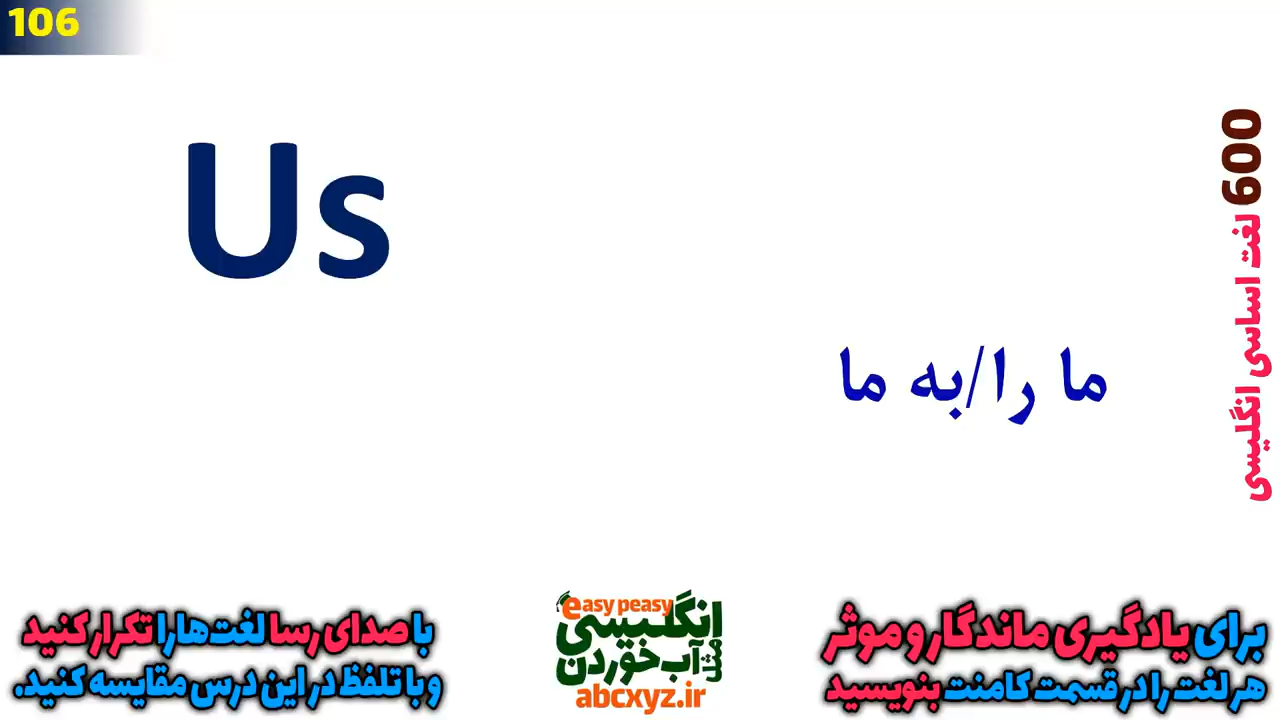 106
Us
ما را/به ما
600 لغت اساسی انگلیسی
برای یادگیری ماندگار و موثر
هر لغت را در قسمت کامنت بنویسید
easy peasy
انگلیسی
مثل آب خوردن
abcxyz.ir
با صدای رسا لغت‌ها را تکرار کنید
و با تلفظ در این درس مقایسه کنید.